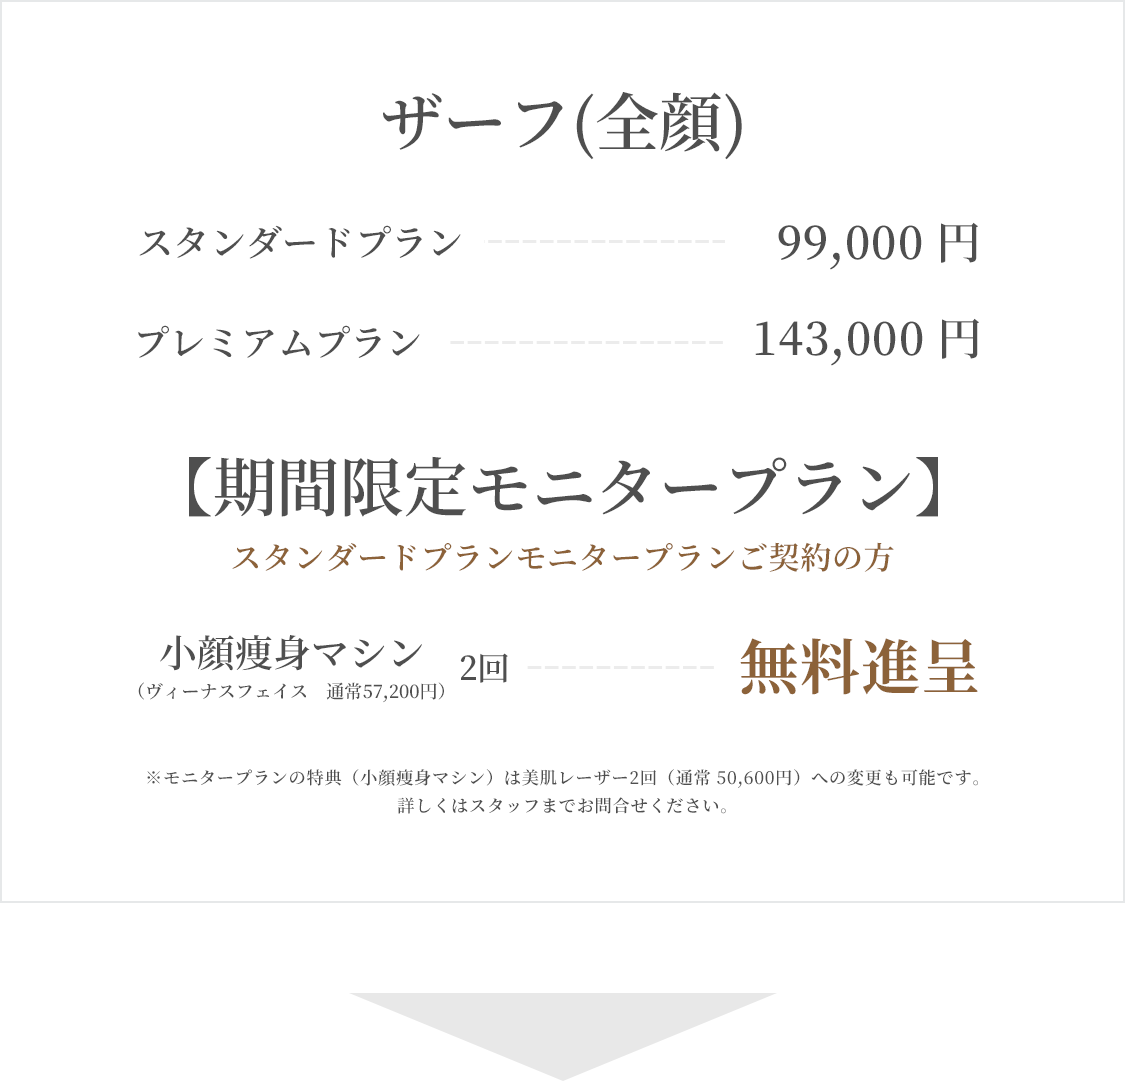 ザーフ(全顔)
スタンダードプラン 99,000 円
プレミアムプラン 143,000 円
【期間限定モニタープラン】
スタンダードプランモニタープランご契約の方
小顔痩身マシン 2回 無料進呈
（ヴィーナスフェイス　通常57,200円）
※モニタープランの特典（小顔痩身マシン）は美肌レーザー2回（通常 50,600円）への変更も可能です。
詳しくはスタッフまでお問合せください。